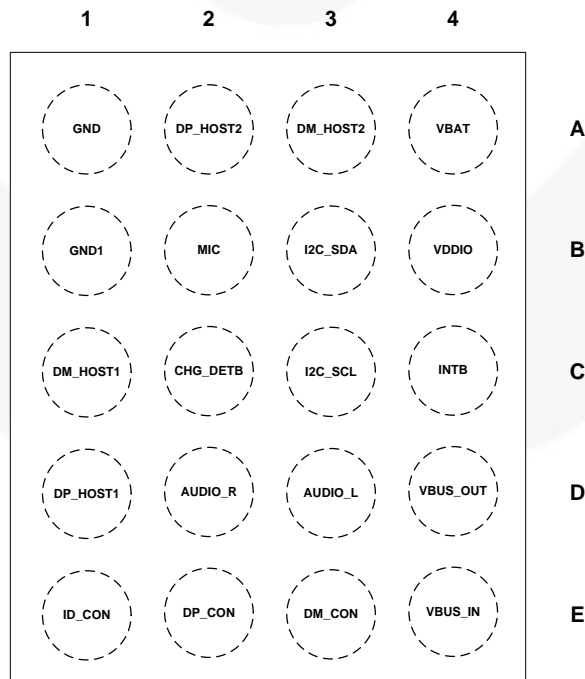 1 2 3 4
GND DP_HOST2 DM_HOST2 VBAT A
GND1 MIC I2C_SDA VDDIO B
DM_HOST1 CHG_DETB I2C_SCL INTB C
DP_HOST1 AUDIO_R AUDIO_L VBUS_OUT D
ID_CON DP_CON DM_CON VBUS_IN E